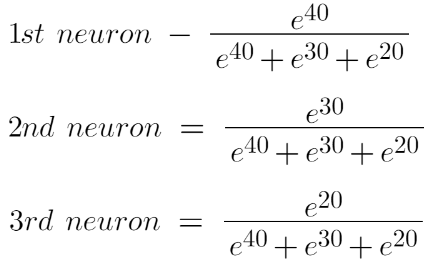 1st neuron − e^40 / (e^40 + e^30 + e^20)
2nd neuron = e^30 / (e^40 + e^30 + e^20)
3rd neuron = e^20 / (e^40 + e^30 + e^20)